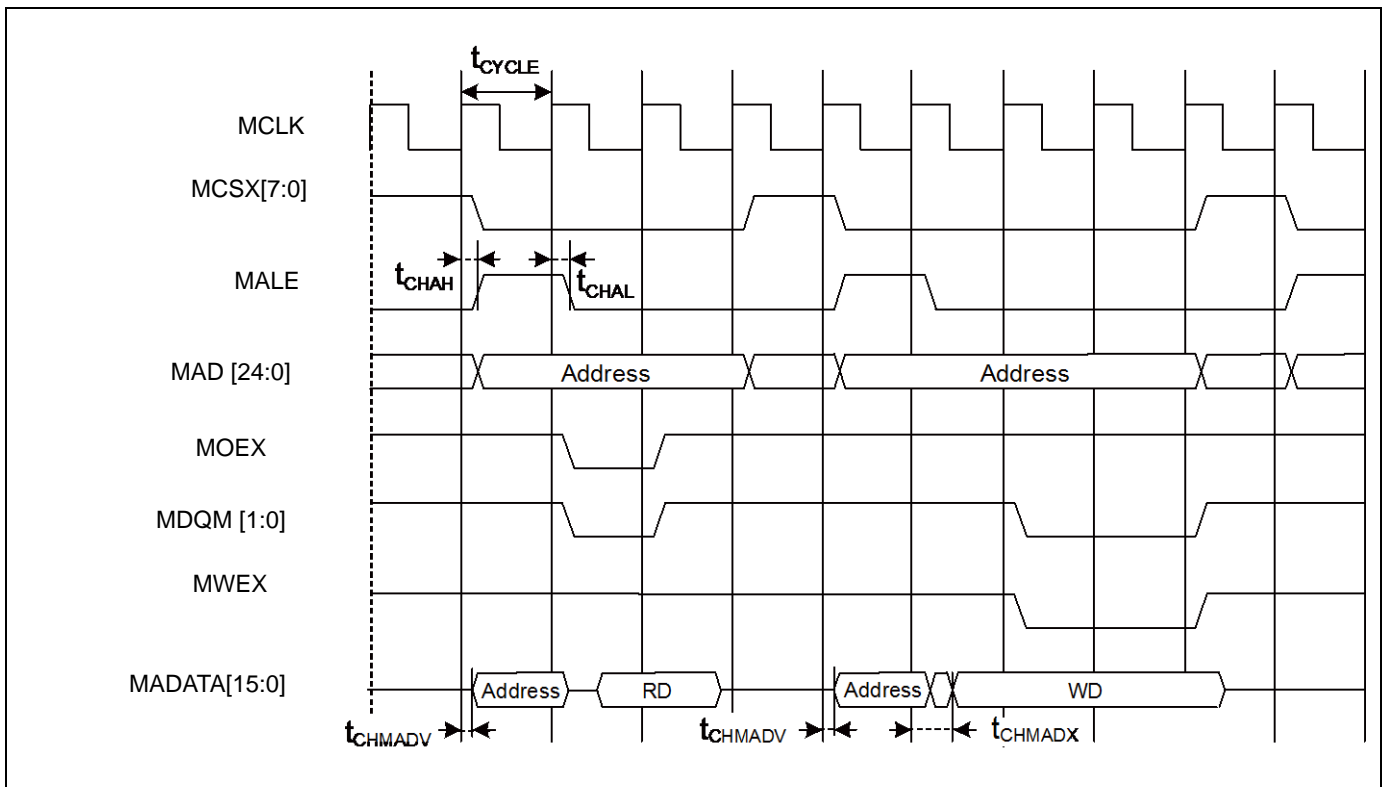 tCYCLE
MCLK
MCSX[7:0]
MALE
tCHAH
tCHAL
MAD [24:0]
Address
Address
MOEX
MDQM [1:0]
MWEX
MADATA[15:0]
Address
RD
Address
WD
tCHMADV
tCHMADV
tCHMADX